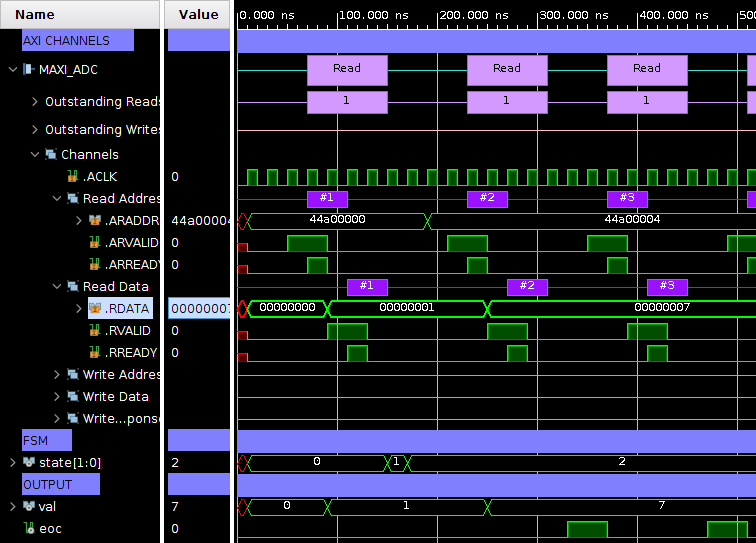 Name Value 0.000 ns 100.000 ns 200.000 ns 300.000 ns 400.000 ns 50
AXI CHANNELS
MAXI_ADC Read Read Read
Outstanding Reads 1 1 1
Outstanding Writes
Channels
.ACLK 0
Read Addres #1 #2 #3
.ARADDR 44a00004 44a00000 44a00004
.ARVALID 0
.ARREADY 0
Read Data #1 #2 #3
.RDATA 00000007 00000000 00000001 00000007
.RVALID 0
.RREADY 0
Write Addres
Write Data
Write...ponse
FSM
state[1:0] 2 0 1 2
OUTPUT
val 7 0 1 7
eoc 0